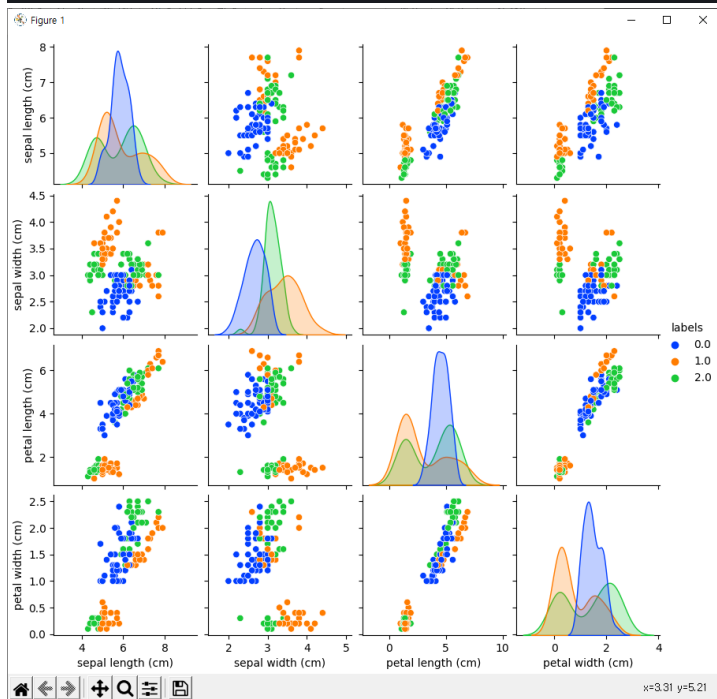 Figure 1
8
7
6
5
sepal length (cm)
4.5
4.0
3.5
3.0
2.5
2.0
sepal width (cm)
6
4
2
petal length (cm)
2.5
2.0
1.5
1.0
0.5
0.0
petal width (cm)
4 6 8
sepal length (cm)
2 3 4 5
sepal width (cm)
0 5 10
petal length (cm)
0 2 4
petal width (cm)
labels
0.0
1.0
2.0
x=3.31 y=5.21